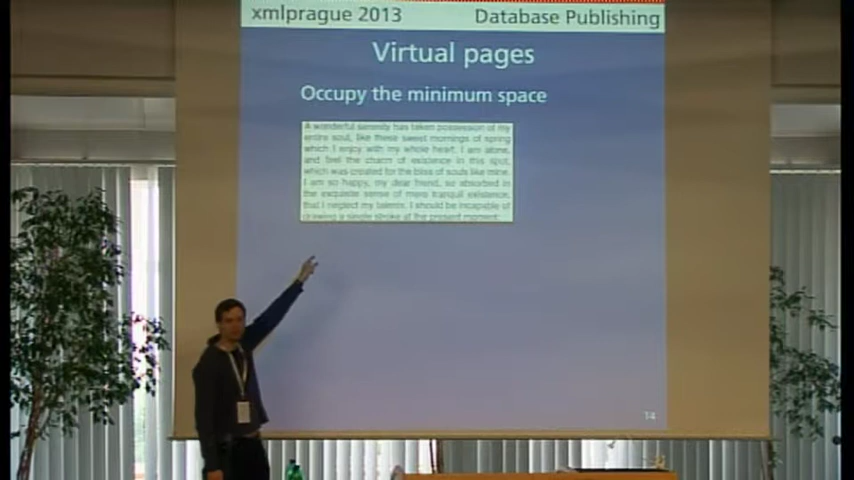 xmlprague 2013 Database Publishing
Virtual pages
Occupy the minimum space
A wonderful serenity has taken possession of my
entire soul, like these sweet mornings of spring
which I enjoy with my whole heart. I am alone,
and feel the charm of existence in this spot,
which was created for the bliss of souls like mine.
I am so happy, my dear friend, so absorbed in
the exquisite sense of mere tranquil existence,
that I neglect my talents. I should be incapable of
drawing a single stroke at the present moment;
14